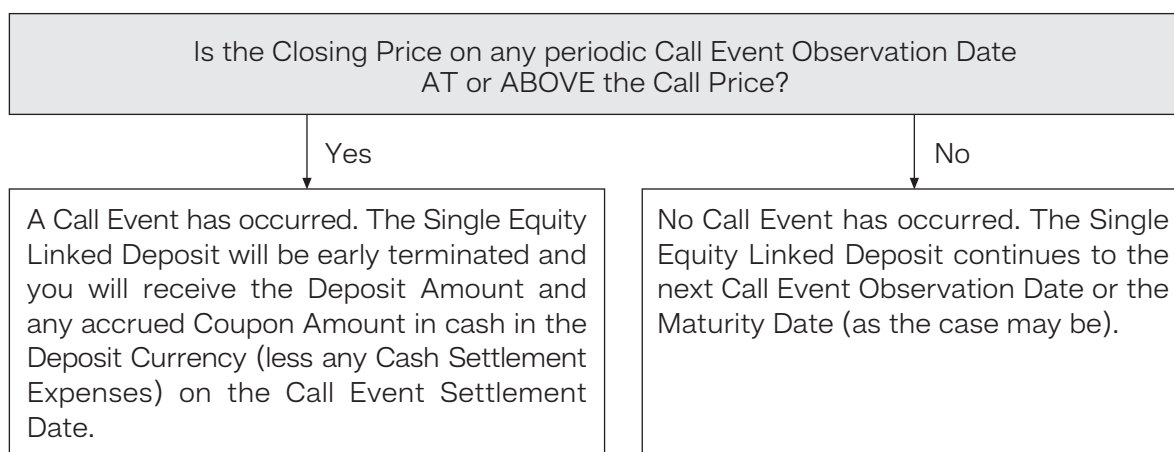 Is the Closing Price on any periodic Call Event Observation Date
AT or ABOVE the Call Price?
Yes
No
A Call Event has occurred. The Single Equity
Linked Deposit will be early terminated and
you will receive the Deposit Amount and
any accrued Coupon Amount in cash in the
Deposit Currency (less any Cash Settlement
Expenses) on the Call Event Settlement
Date.
No Call Event has occurred. The Single
Equity Linked Deposit continues to the
next Call Event Observation Date or the
Maturity Date (as the case may be).